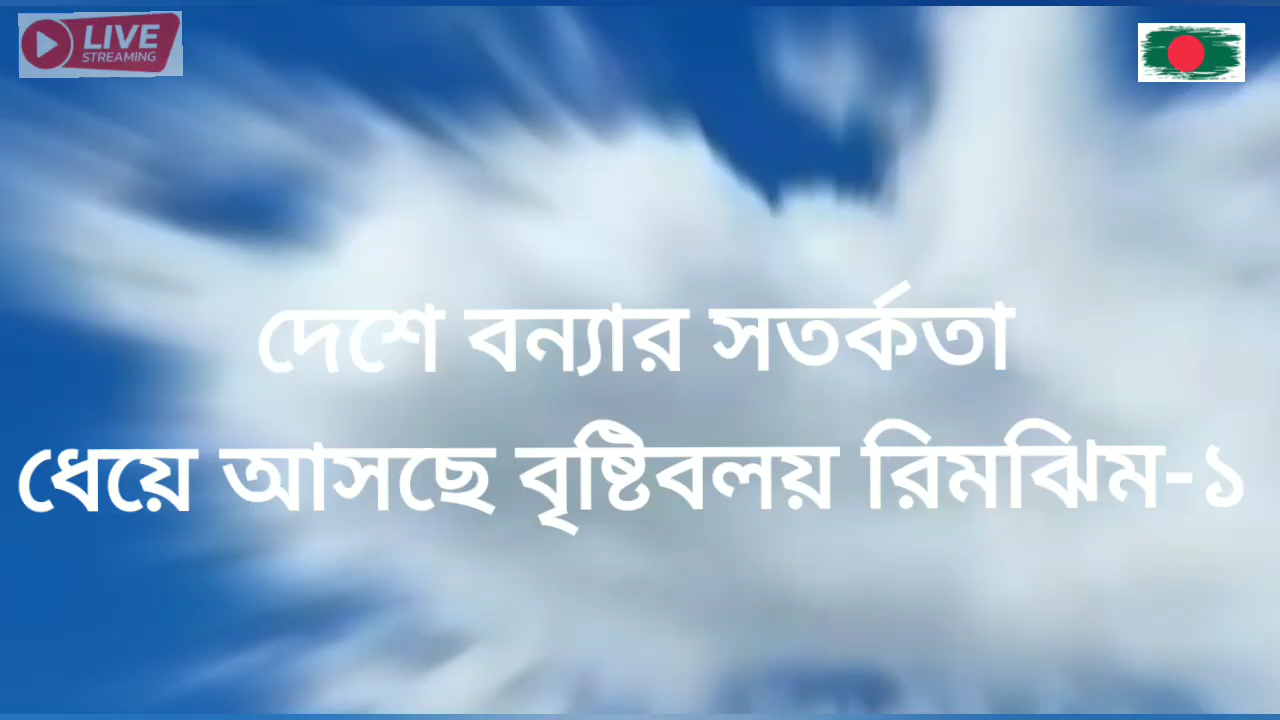 LIVE
STREAMING
দেশে বন্যার সতর্কতা
ধেয়ে আসছে বৃষ্টিবলয় রিমঝিম-১